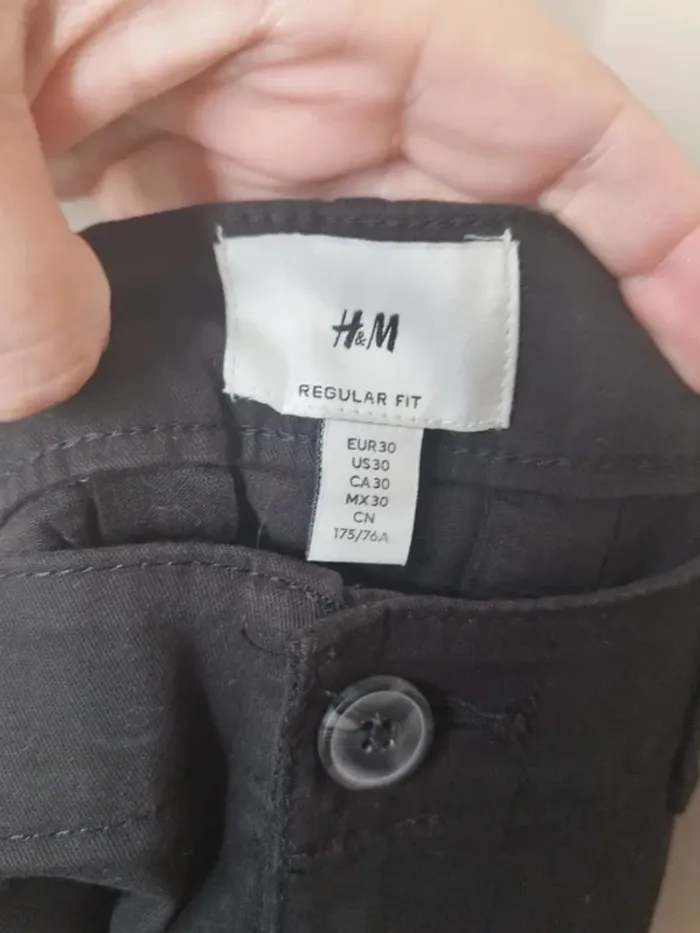 H&M
REGULAR FIT
EUR30
US30
CA30
MX30
CN
175/76A